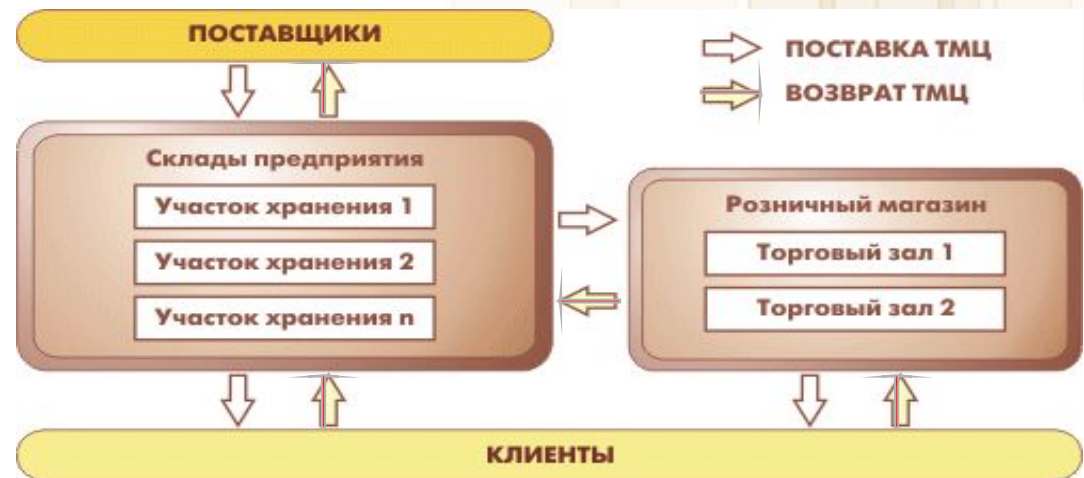 ПОСТАВЩИКИ
ПОСТАВКА ТМЦ
ВОЗВРАТ ТМЦ
Склады предприятия
Участок хранения 1
Участок хранения 2
Участок хранения n
Розничный магазин
Торговый зал 1
Торговый зал 2
КЛИЕНТЫ